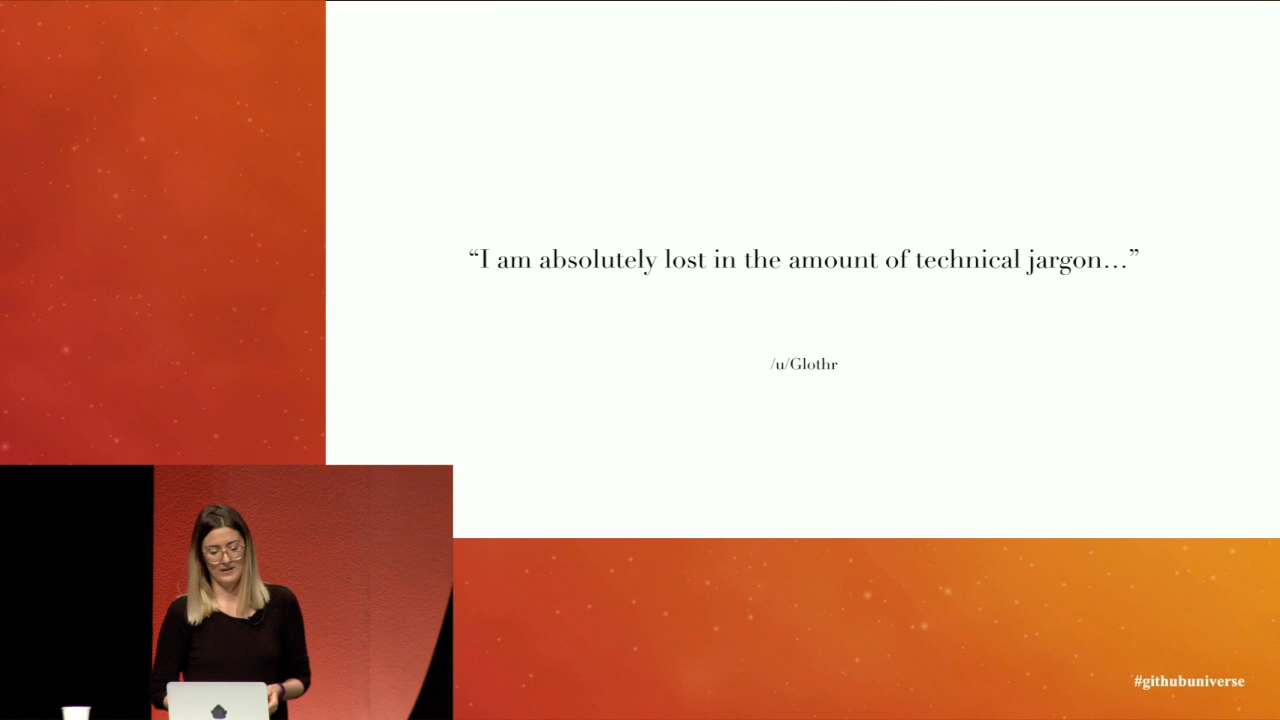 “I am absolutely lost in the amount of technical jargon…”
/u/Glothr
#githubuniverse